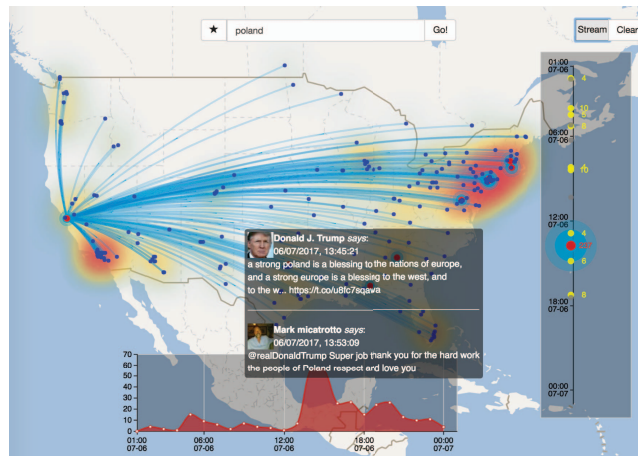 ★ poland Go! Stream Clear
01:00
07-06
4
10
8
06:00
07-06
10
12:00
07-06
4
6
18:00
07-06
8
00:00
07-07
Donald J. Trump says:
06/07/2017, 13:45:21
a strong poland is a blessing to the nations of europe,
and a strong europe is a blessing to the west, and
to the w... https://t.co/u8fc7sqawa
Mark micatrotto says:
06/07/2017, 13:53:09
@realDonaldTrump Super job thank you for the hard work
the people of Poland respect and love you
70
60
50
40
30
20
10
0
01:00 06:00 12:00 18:00 00:00
07-06 07-06 07-06 07-06 07-07